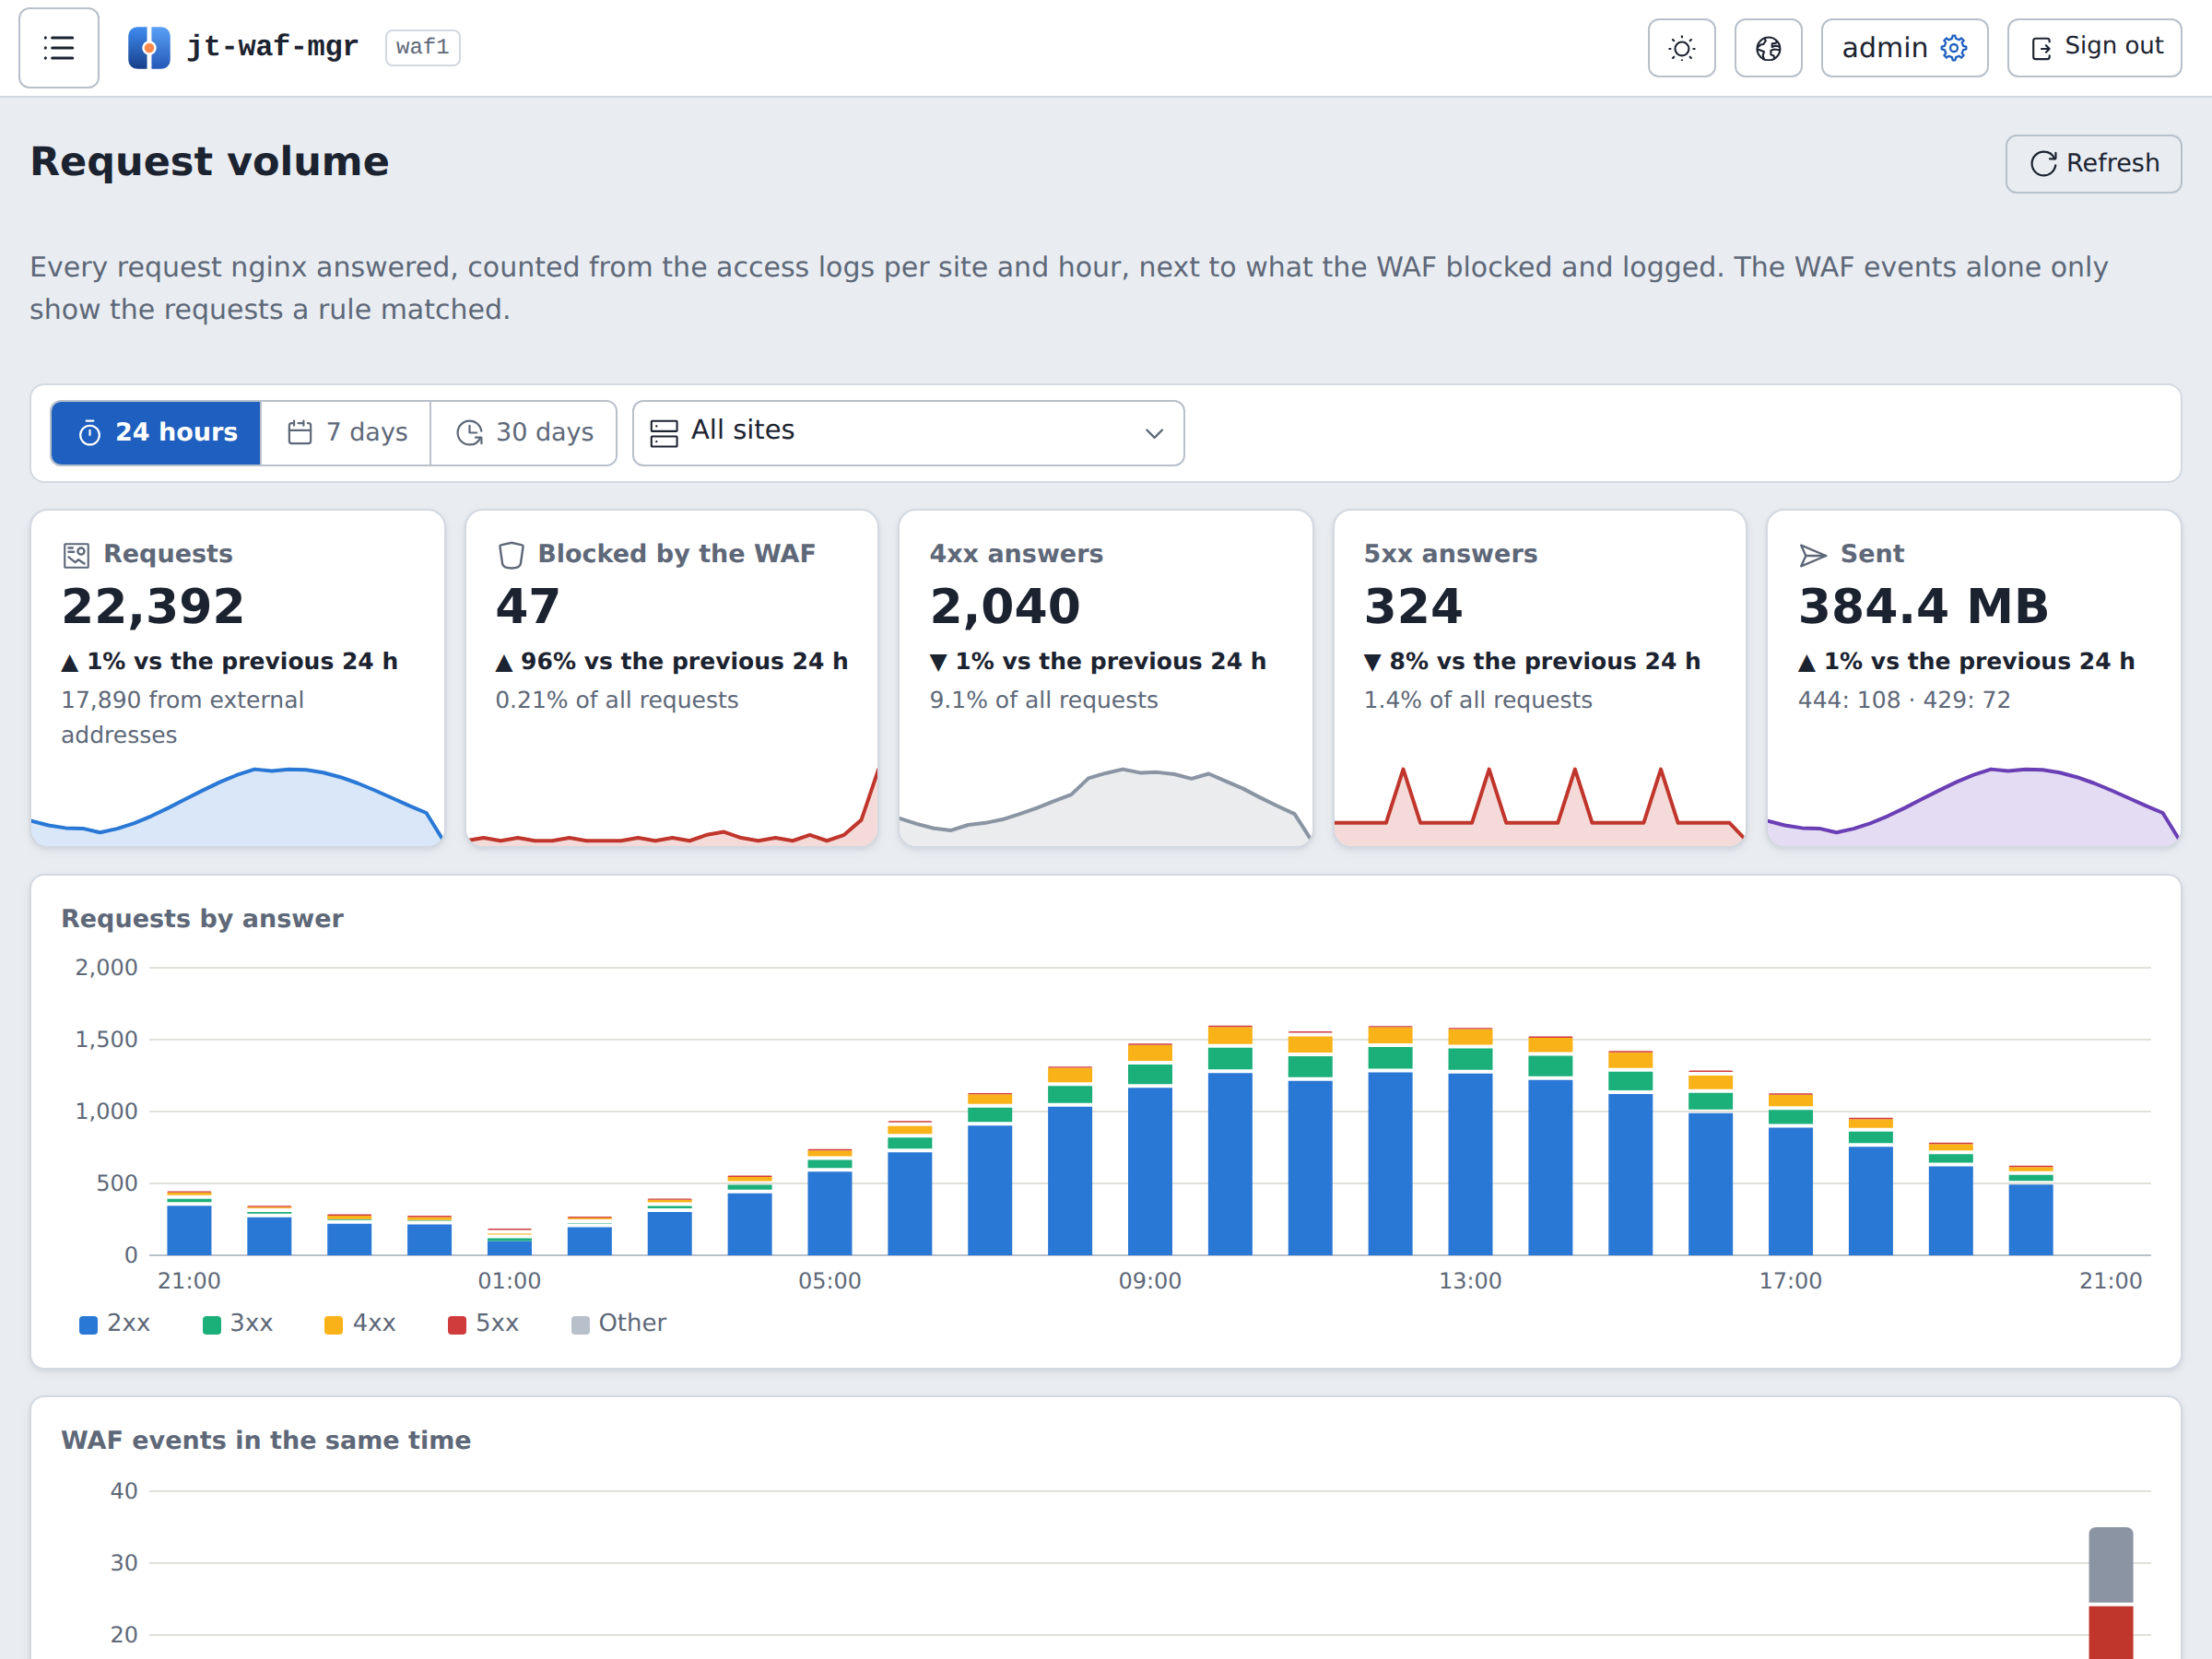 jt-waf-mgr waf1 admin Sign out
Request volume Refresh
Every request nginx answered, counted from the access logs per site and hour, next to what the WAF blocked and logged. The WAF events alone only
show the requests a rule matched.
24 hours 7 days 30 days All sites
Requests
22,392
▲ 1% vs the previous 24 h
17,890 from external
addresses
Blocked by the WAF
47
▲ 96% vs the previous 24 h
0.21% of all requests
4xx answers
2,040
▼ 1% vs the previous 24 h
9.1% of all requests
5xx answers
324
▼ 8% vs the previous 24 h
1.4% of all requests
Sent
384.4 MB
▲ 1% vs the previous 24 h
444: 108 · 429: 72
Requests by answer
2,000
1,500
1,000
500
0
21:00 01:00 05:00 09:00 13:00 17:00 21:00
2xx 3xx 4xx 5xx Other
WAF events in the same time
40
30
20